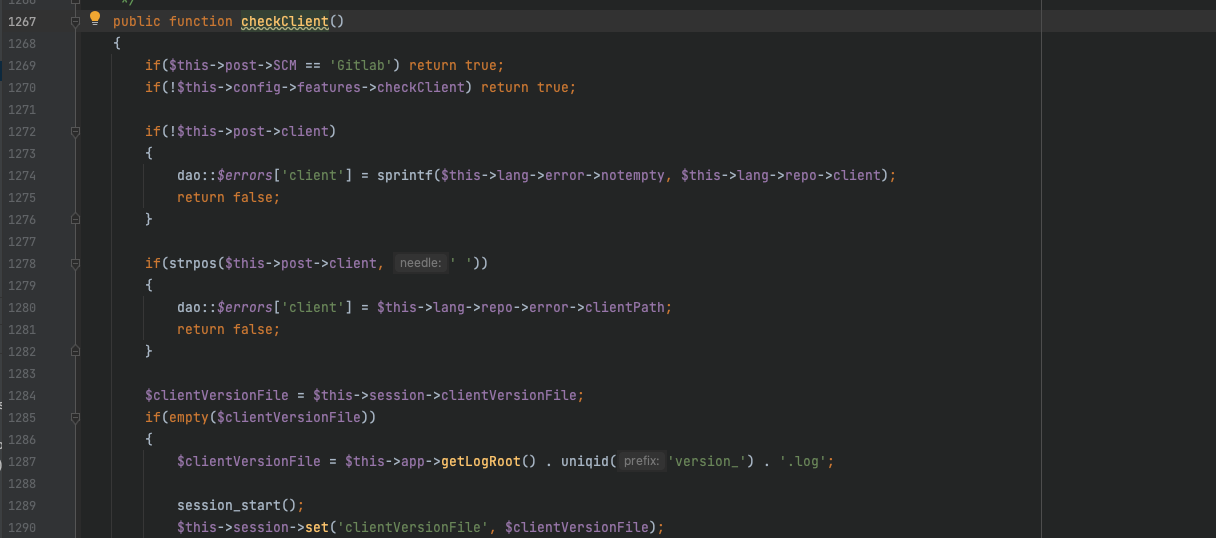 1266 */
1267 public function checkClient()
1268 {
1269 if($this->post->SCM == 'Gitlab') return true;
1270 if(!$this->config->features->checkClient) return true;
1271
1272 if(!$this->post->client)
1273 {
1274 dao::$errors['client'] = sprintf($this->lang->error->notempty, $this->lang->repo->client);
1275 return false;
1276 }
1277
1278 if(strpos($this->post->client, needle: ' '))
1279 {
1280 dao::$errors['client'] = $this->lang->repo->error->clientPath;
1281 return false;
1282 }
1283
1284 $clientVersionFile = $this->session->clientVersionFile;
1285 if(empty($clientVersionFile))
1286 {
1287 $clientVersionFile = $this->app->getLogRoot() . uniqid( prefix: 'version_') . '.log';
1288
1289 session_start();
1290 $this->session->set('clientVersionFile', $clientVersionFile);